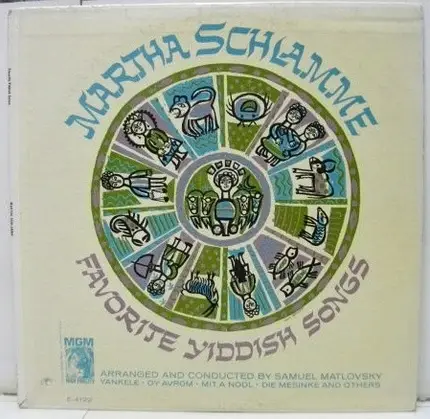 MARTHA SCHLAMME
FAVORITE YIDDISH SONGS
MGM
ARRANGED AND CONDUCTED BY SAMUEL MATLOVSKY
YANKELE · OY AVROM · MIT A NODL · DIE MESINKE AND OTHERS
E-4122